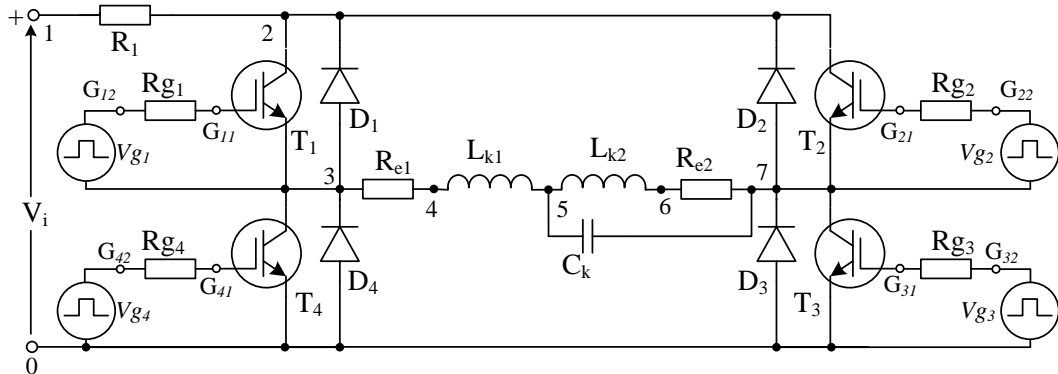 + 1 R1 2
G12 Rg1 G11 T1 D1 D2 T2 G21 Rg2 G22
Vg1 Vg2
Lk1 Lk2
3 Re1 4 5 6 Re2 7
Vi Ck
G42 Rg4 G41 T4 D4 D3 T3 G31 Rg3 G32
Vg4 Vg3
0